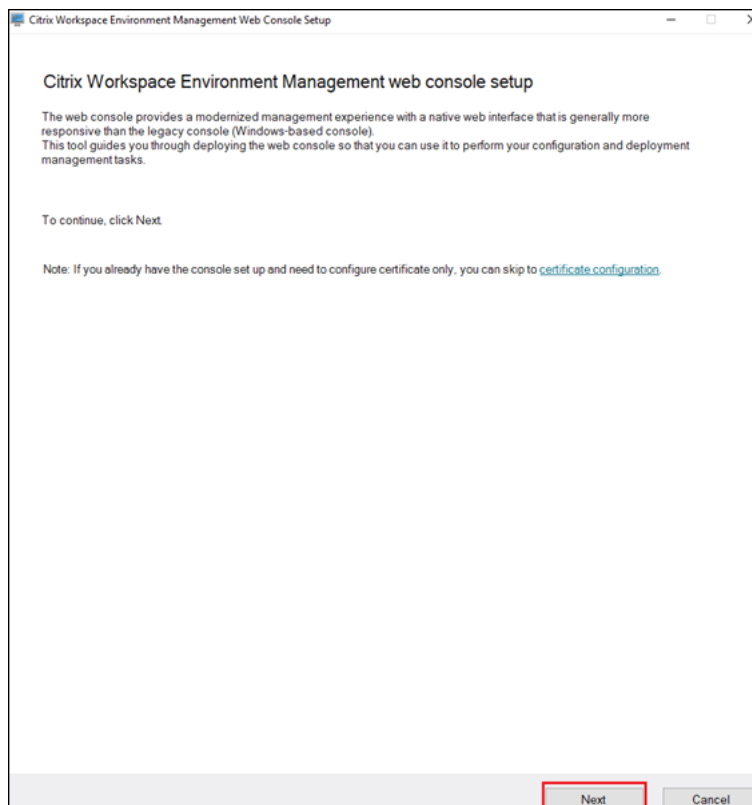 Citrix Workspace Environment Management Web Console Setup
Citrix Workspace Environment Management web console setup
The web console provides a modernized management experience with a native web interface that is generally more
responsive than the legacy console (Windows-based console).
This tool guides you through deploying the web console so that you can use it to perform your configuration and deployment
management tasks.
To continue, click Next.
Note: If you already have the console set up and need to configure certificate only, you can skip to certificate configuration.
Next
Cancel